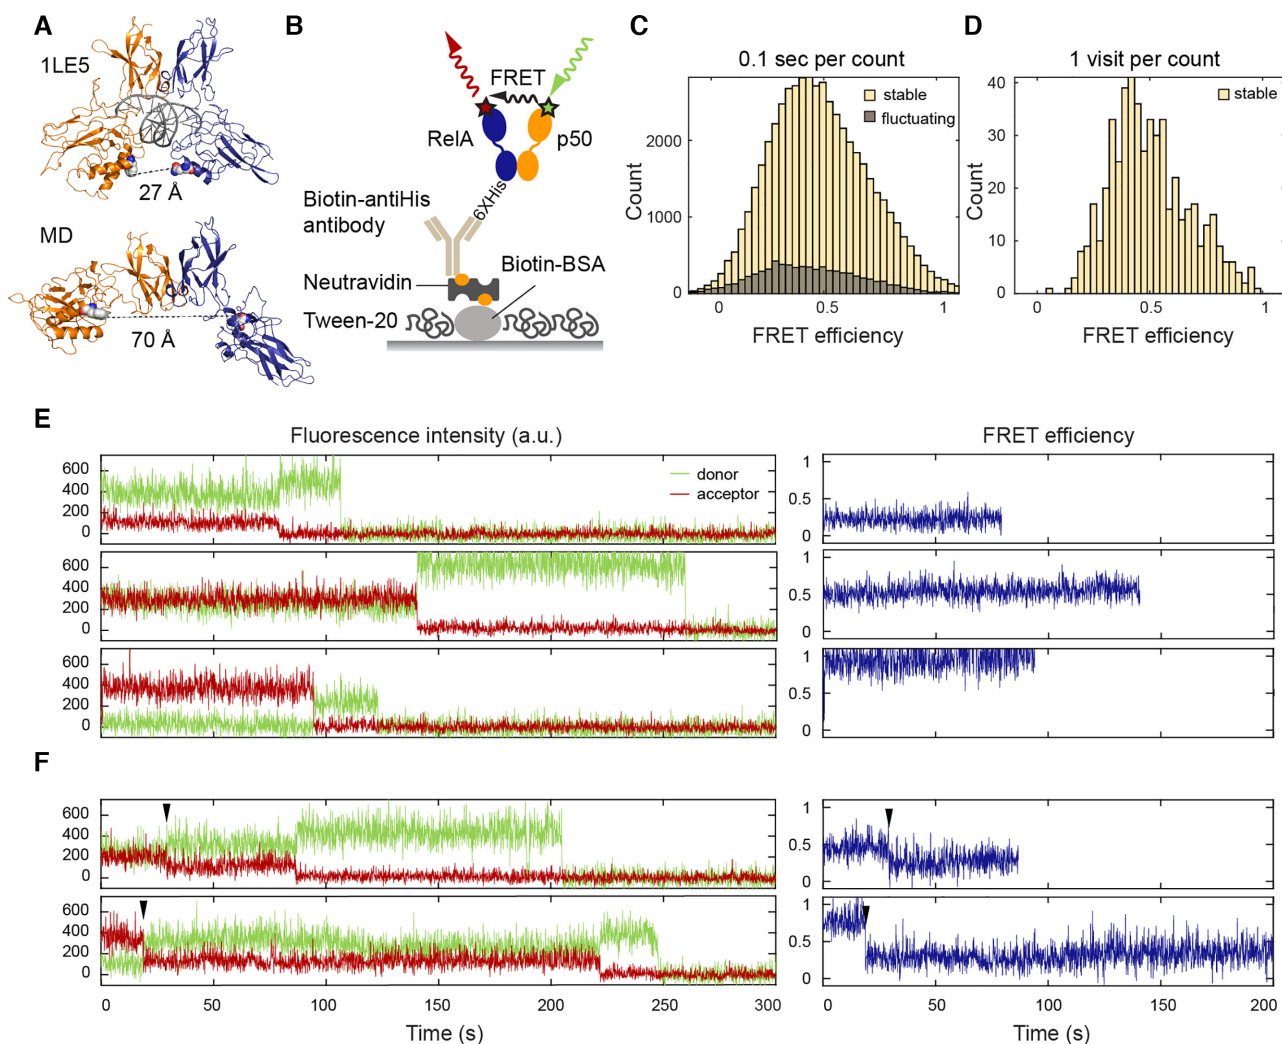 A
1LE5
27 Å
MD
70 Å
B
FRET
RelA
p50
6XHis
Biotin-antiHis
antibody
Neutravidin
Biotin-BSA
Tween-20
C
0.1 sec per count
stable
fluctuating
Count
2000
1000
0
0
0.5
1
FRET efficiency
D
1 visit per count
stable
Count
40
30
20
10
0
0
0.5
1
FRET efficiency
E
Fluorescence intensity (a.u.)
FRET efficiency
donor
acceptor
600
400
200
0
1
0.5
0
600
400
200
0
1
0.5
0
600
400
200
0
1
0.5
0
F
600
400
200
0
1
0.5
0
600
400
200
0
1
0.5
0
0 50 100 150 200 250 300
0 50 100 150 200
Time (s)
Time (s)